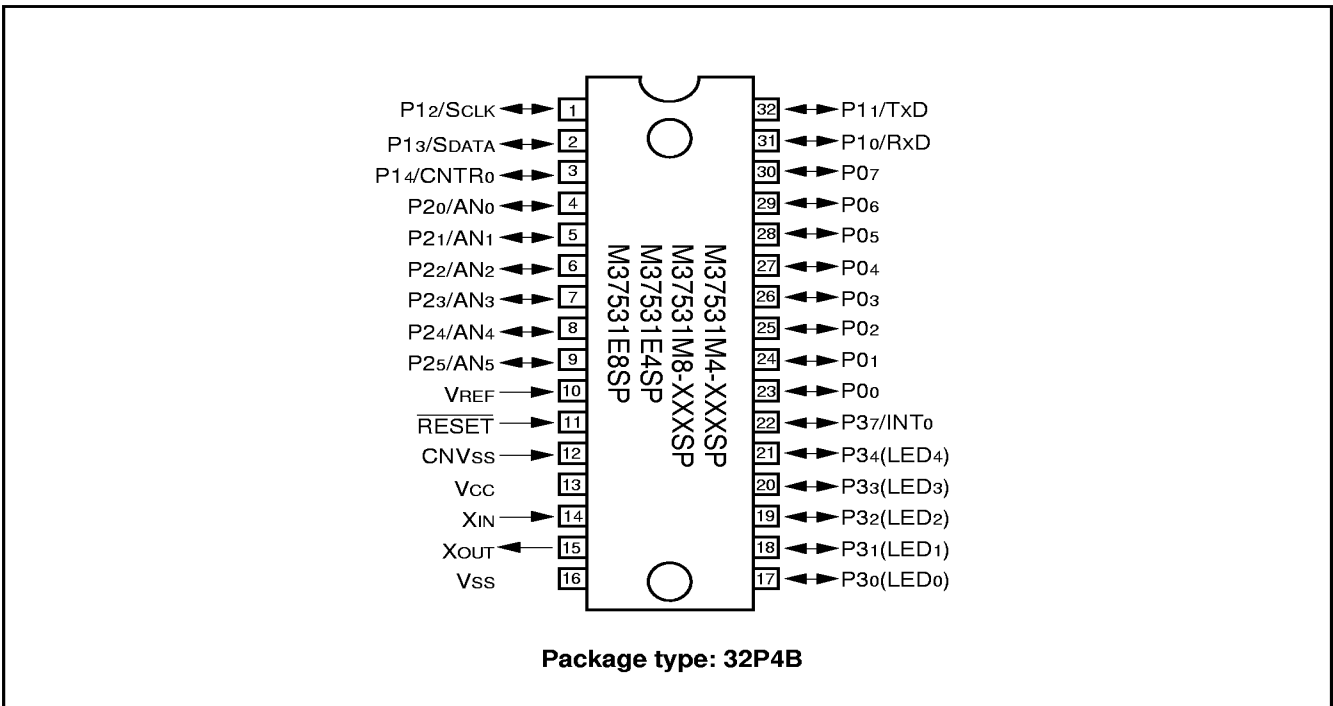 P12/SCLK 1
P13/SDATA 2
P14/CNTR0 3
P20/AN0 4
P21/AN1 5
P22/AN2 6
P23/AN3 7
P24/AN4 8
P25/AN5 9
VREF 10
RESET 11
CNVSS 12
VCC 13
XIN 14
XOUT 15
VSS 16
32 P11/TxD
31 P10/RxD
30 P07
29 P06
28 P05
27 P04
26 P03
25 P02
24 P01
23 P00
22 P37/INT0
21 P34(LED4)
20 P33(LED3)
19 P32(LED2)
18 P31(LED1)
17 P30(LED0)
M37531M4-XXXSP
M37531M8-XXXSP
M37531E4SP
M37531E8SP
Package type: 32P4B